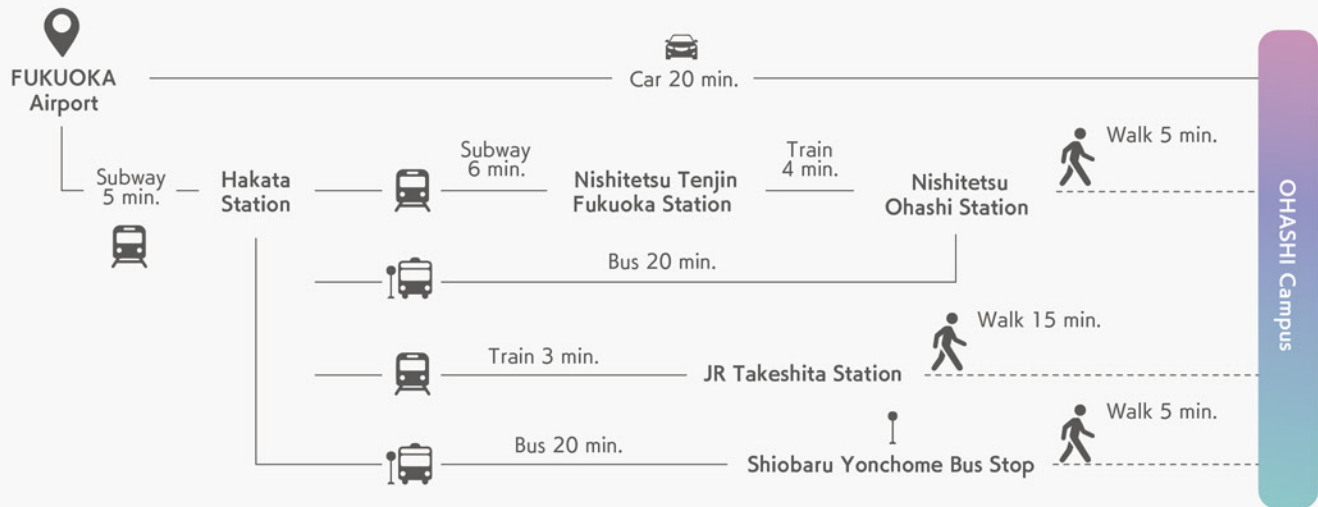 FUKUOKA
Airport
Car 20 min.
Subway
5 min.
Hakata
Station
Subway
6 min.
Nishitetsu Tenjin
Fukuoka Station
Train
4 min.
Nishitetsu
Ohashi Station
Walk 5 min.
Bus 20 min.
Train 3 min.
JR Takeshita Station
Walk 15 min.
Bus 20 min.
Shiobaru Yonchome Bus Stop
Walk 5 min.
OHASHI Campus